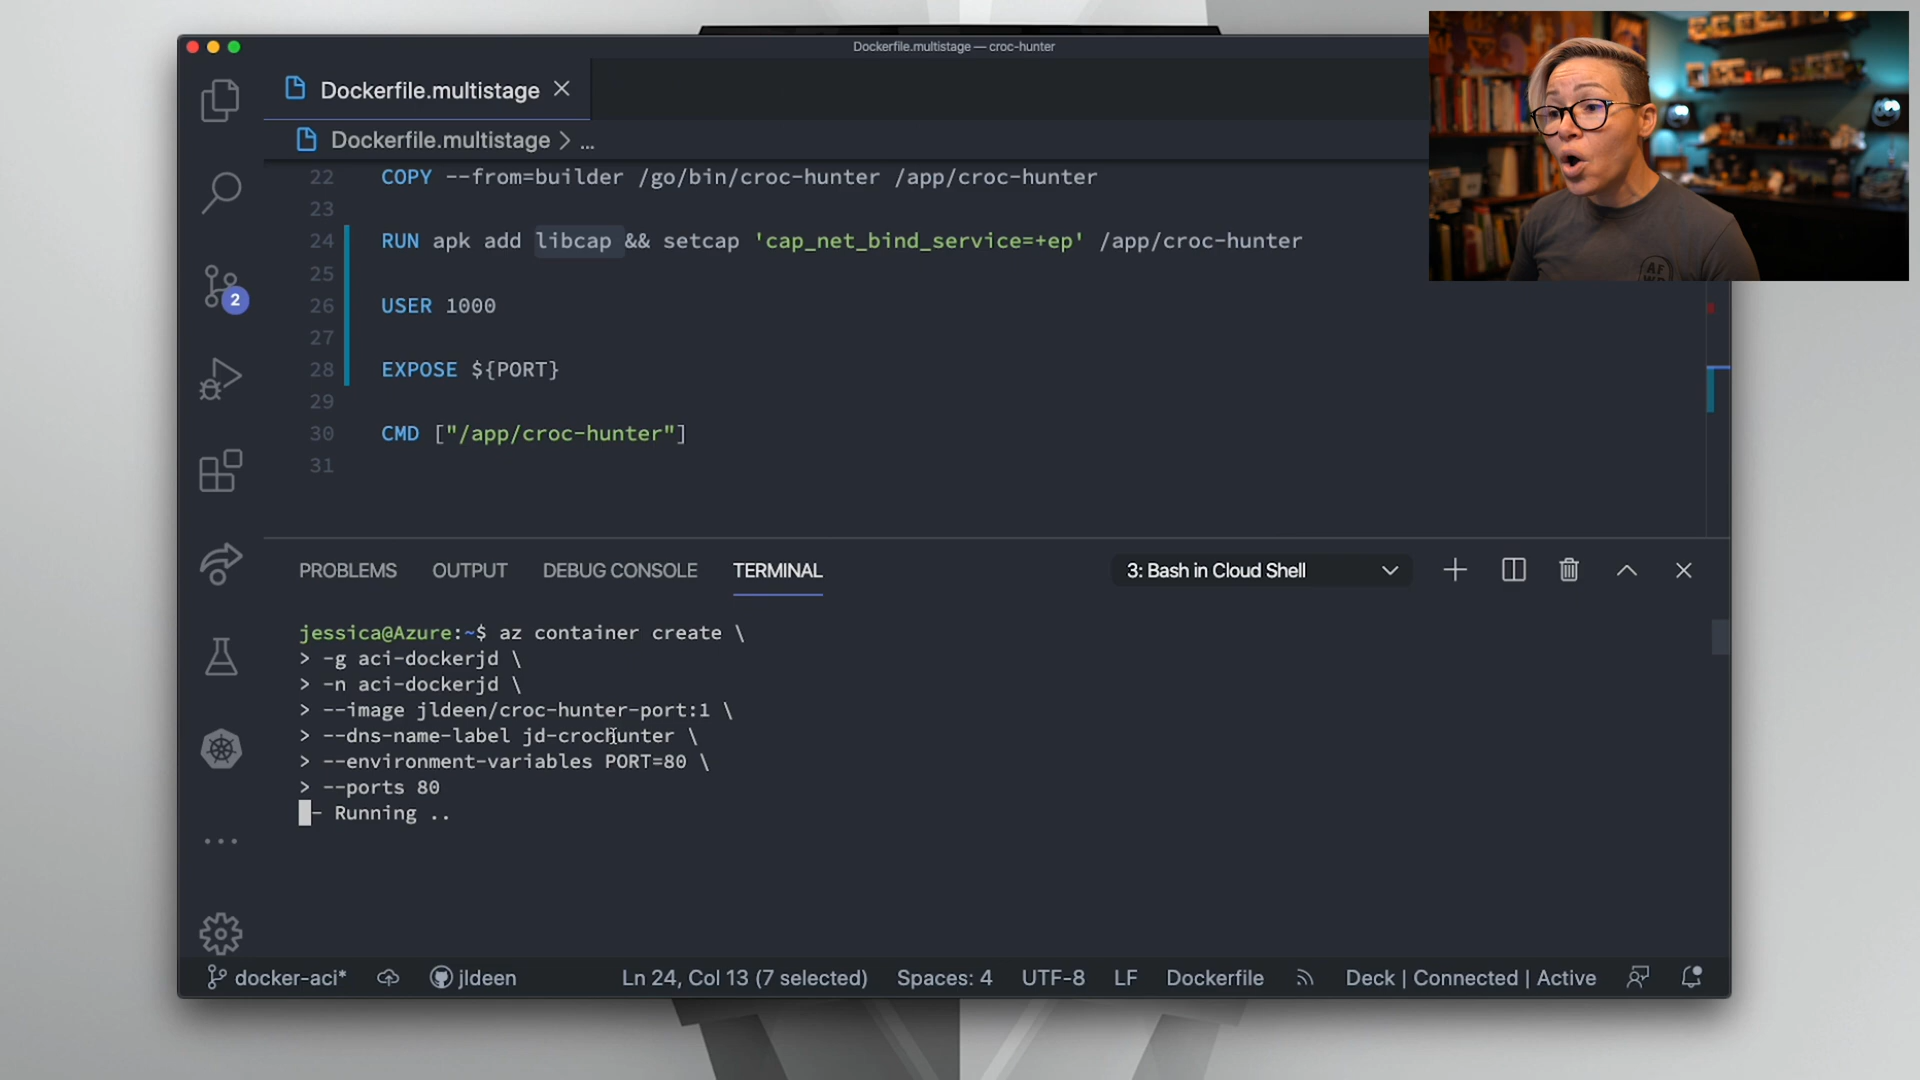 Dockerfile.multistage — croc-hunter
Dockerfile.multistage
Dockerfile.multistage > ...
22 COPY --from=builder /go/bin/croc-hunter /app/croc-hunter
23
24 RUN apk add libcap && setcap 'cap_net_bind_service=+ep' /app/croc-hunter
25
26 USER 1000
27
28 EXPOSE ${PORT}
29
30 CMD ["/app/croc-hunter"]
31
2
PROBLEMS OUTPUT DEBUG CONSOLE TERMINAL 3: Bash in Cloud Shell
jessica@Azure:~$ az container create \
> -g aci-dockerjd \
> -n aci-dockerjd \
> --image jldeen/croc-hunter-port:1 \
> --dns-name-label jd-crochunter \
> --environment-variables PORT=80 \
> --ports 80
- Running ..
docker-aci* jldeen Ln 24, Col 13 (7 selected) Spaces: 4 UTF-8 LF Dockerfile Deck | Connected | Active